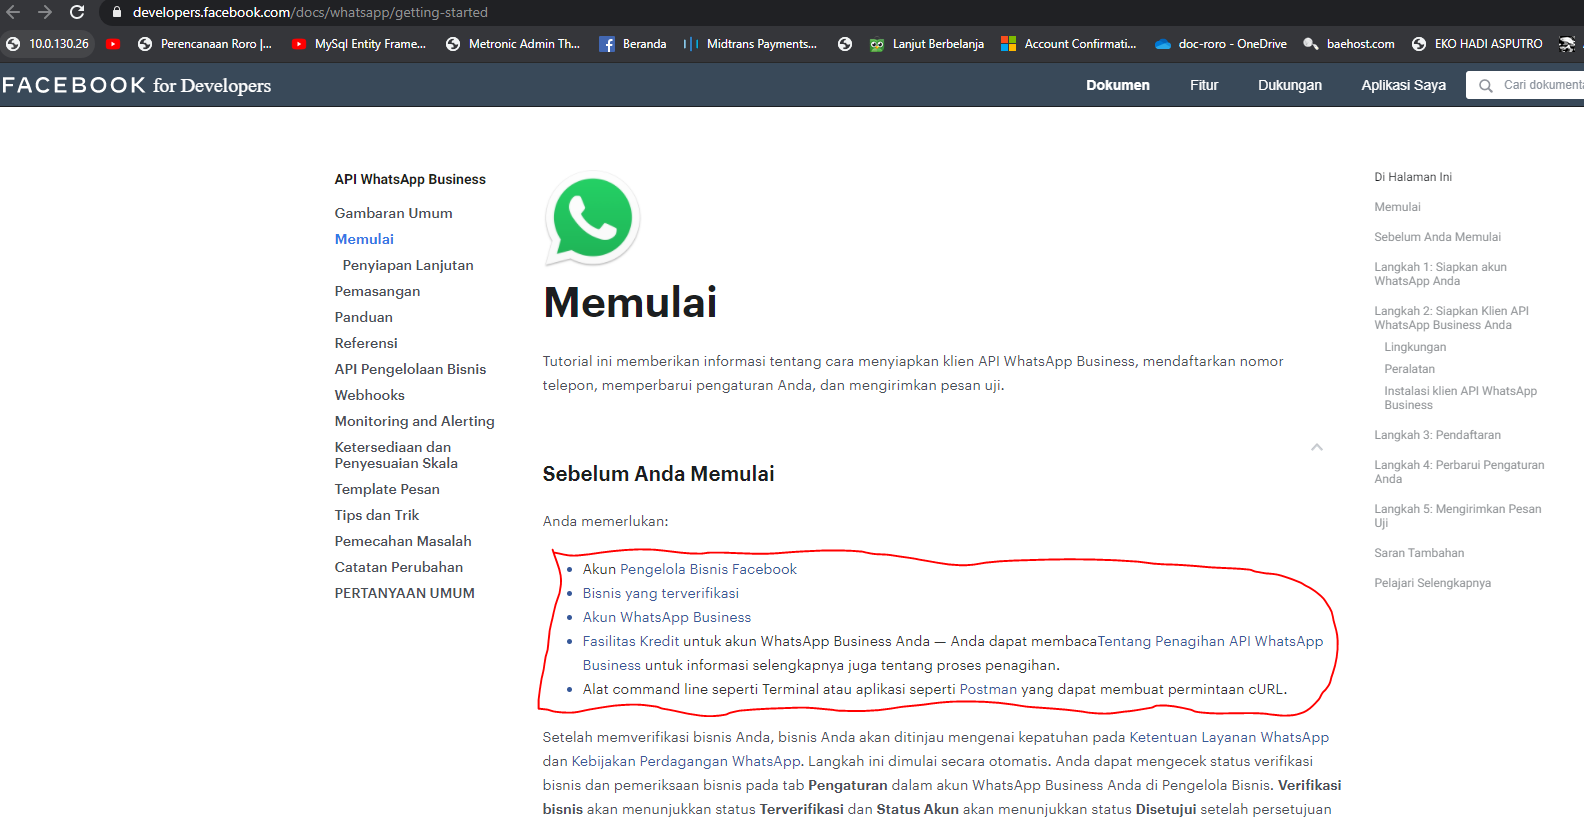 developers.facebook.com/docs/whatsapp/getting-started
10.0.130.26
Perencanaan Roro |...
MySql Entity Frame...
Metronic Admin Th...
Beranda
Midtrans Payments...
Lanjut Berbelanja
Account Confirmati...
doc-roro - OneDrive
baehost.com
EKO HADI ASPUTRO
FACEBOOK for Developers
Dokumen
Fitur
Dukungan
Aplikasi Saya
Cari dokumenta
API WhatsApp Business
Gambaran Umum
Memulai
Penyiapan Lanjutan
Pemasangan
Panduan
Referensi
API Pengelolaan Bisnis
Webhooks
Monitoring and Alerting
Ketersediaan dan
Penyesuaian Skala
Template Pesan
Tips dan Trik
Pemecahan Masalah
Catatan Perubahan
PERTANYAAN UMUM
Memulai
Tutorial ini memberikan informasi tentang cara menyiapkan klien API WhatsApp Business, mendaftarkan nomor
telepon, memperbarui pengaturan Anda, dan mengirimkan pesan uji.
Sebelum Anda Memulai
Anda memerlukan:
• Akun Pengelola Bisnis Facebook
• Bisnis yang terverifikasi
• Akun WhatsApp Business
• Fasilitas Kredit untuk akun WhatsApp Business Anda — Anda dapat membacaTentang Penagihan API WhatsApp
Business untuk informasi selengkapnya juga tentang proses penagihan.
• Alat command line seperti Terminal atau aplikasi seperti Postman yang dapat membuat permintaan cURL.
Setelah memverifikasi bisnis Anda, bisnis Anda akan ditinjau mengenai kepatuhan pada Ketentuan Layanan WhatsApp
dan Kebijakan Perdagangan WhatsApp. Langkah ini dimulai secara otomatis. Anda dapat mengecek status verifikasi
bisnis dan pemeriksaan bisnis pada tab Pengaturan dalam akun WhatsApp Business Anda di Pengelola Bisnis. Verifikasi
bisnis akan menunjukkan status Terverifikasi dan Status Akun akan menunjukkan status Disetujui setelah persetujuan
Di Halaman Ini
Memulai
Sebelum Anda Memulai
Langkah 1: Siapkan akun
WhatsApp Anda
Langkah 2: Siapkan Klien API
WhatsApp Business Anda
Lingkungan
Peralatan
Instalasi klien API WhatsApp
Business
Langkah 3: Pendaftaran
Langkah 4: Perbarui Pengaturan
Anda
Langkah 5: Mengirimkan Pesan
Uji
Saran Tambahan
Pelajari Selengkapnya